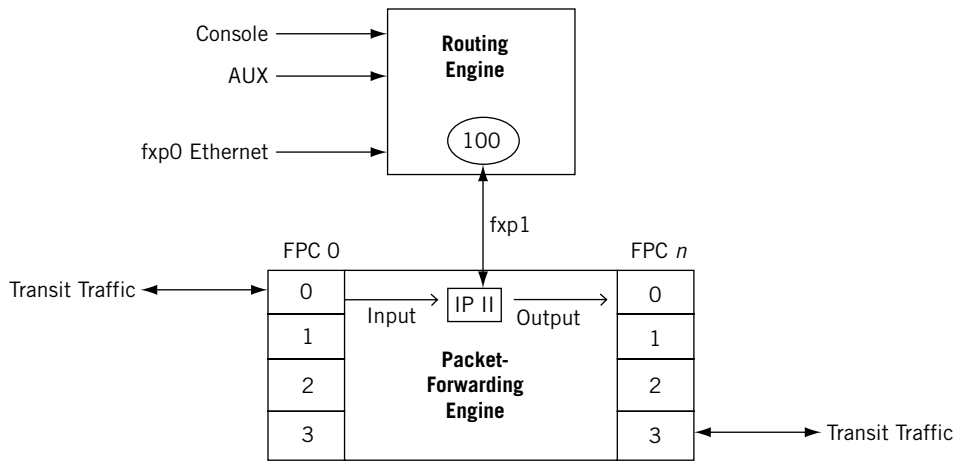 Console
AUX
fxp0 Ethernet
Routing
Engine
100
fxp1
FPC 0
FPC n
Transit Traffic
0
1
2
3
Input
IP II
Output
Packet-
Forwarding
Engine
0
1
2
3
Transit Traffic